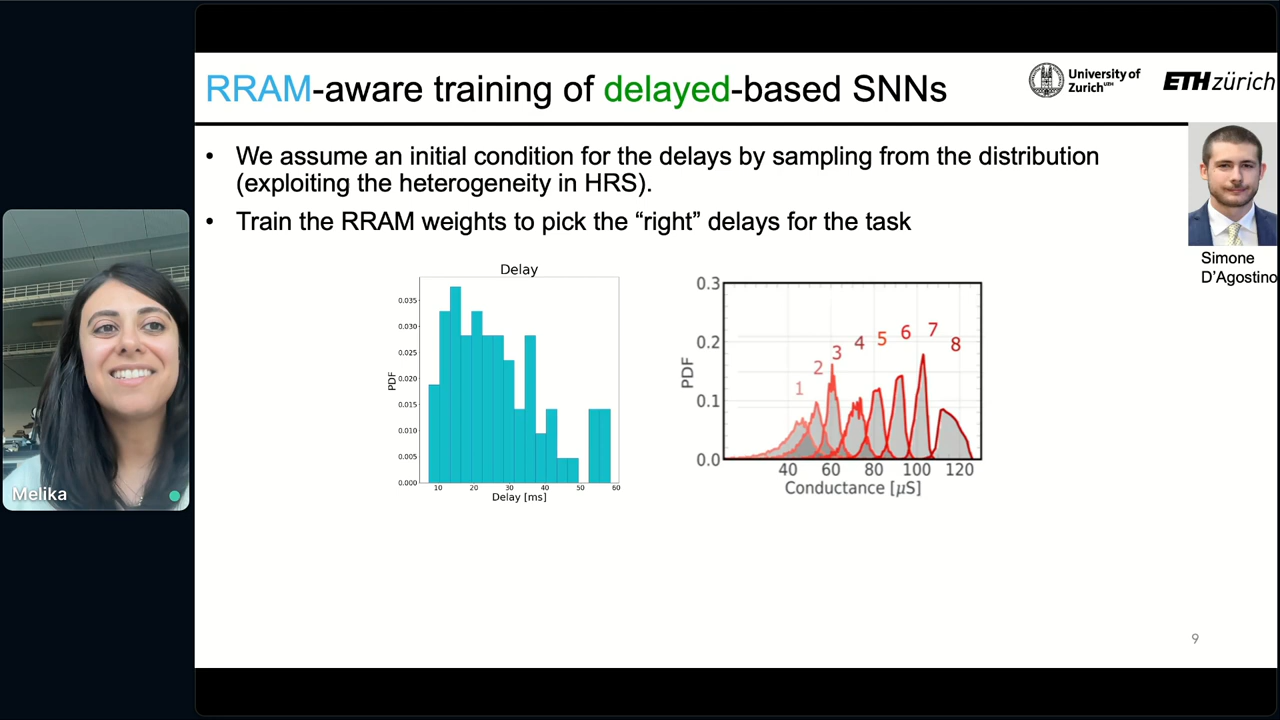 RRAM-aware training of delayed-based SNNs
University of
Zurich UZH
ETH zürich
• We assume an initial condition for the delays by sampling from the distribution
(exploiting the heterogeneity in HRS).
• Train the RRAM weights to pick the “right” delays for the task
Simone
D’Agostino
Delay
0.035
0.030
0.025
0.020
0.015
0.010
0.005
0.000
PDF
10 20 30 40 50 60
Delay [ms]
0.3
0.2
0.1
0.0
PDF
1 2 3 4 5 6 7 8
40 60 80 100 120
Conductance [μS]
Melika
9